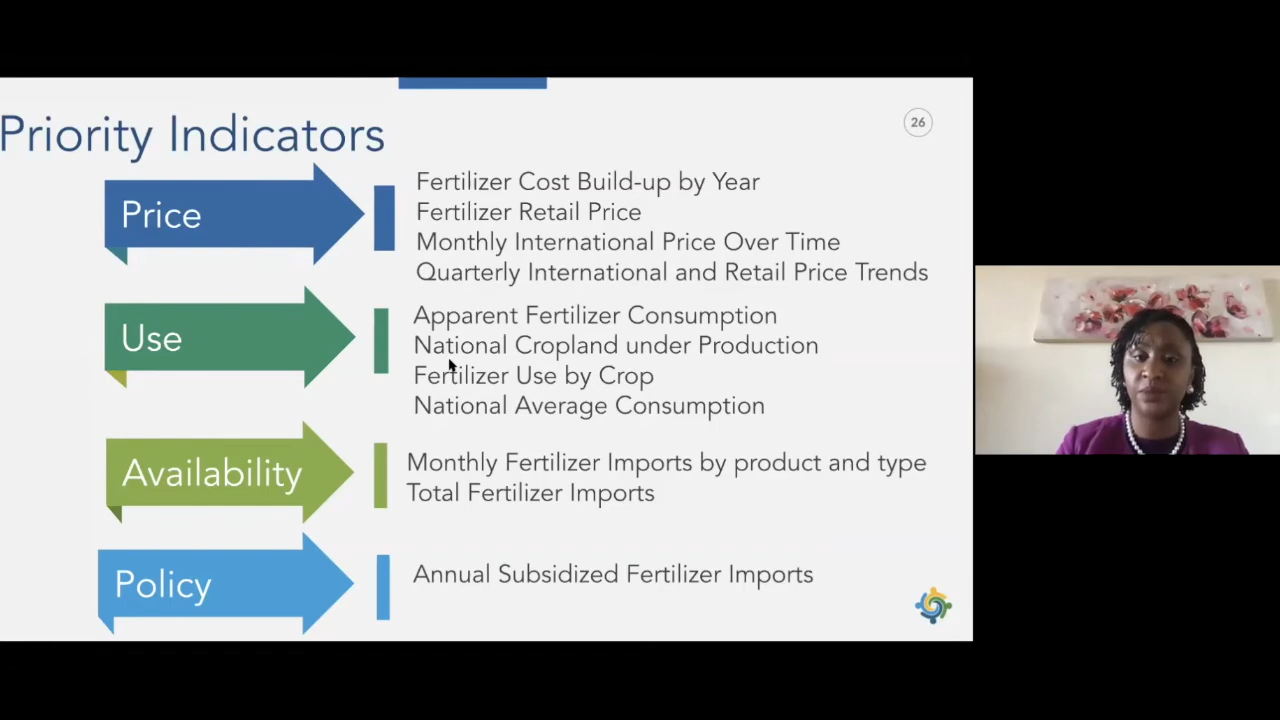 Priority Indicators
26
Price
Fertilizer Cost Build-up by Year
Fertilizer Retail Price
Monthly International Price Over Time
Quarterly International and Retail Price Trends
Use
Apparent Fertilizer Consumption
National Cropland under Production
Fertilizer Use by Crop
National Average Consumption
Availability
Monthly Fertilizer Imports by product and type
Total Fertilizer Imports
Policy
Annual Subsidized Fertilizer Imports